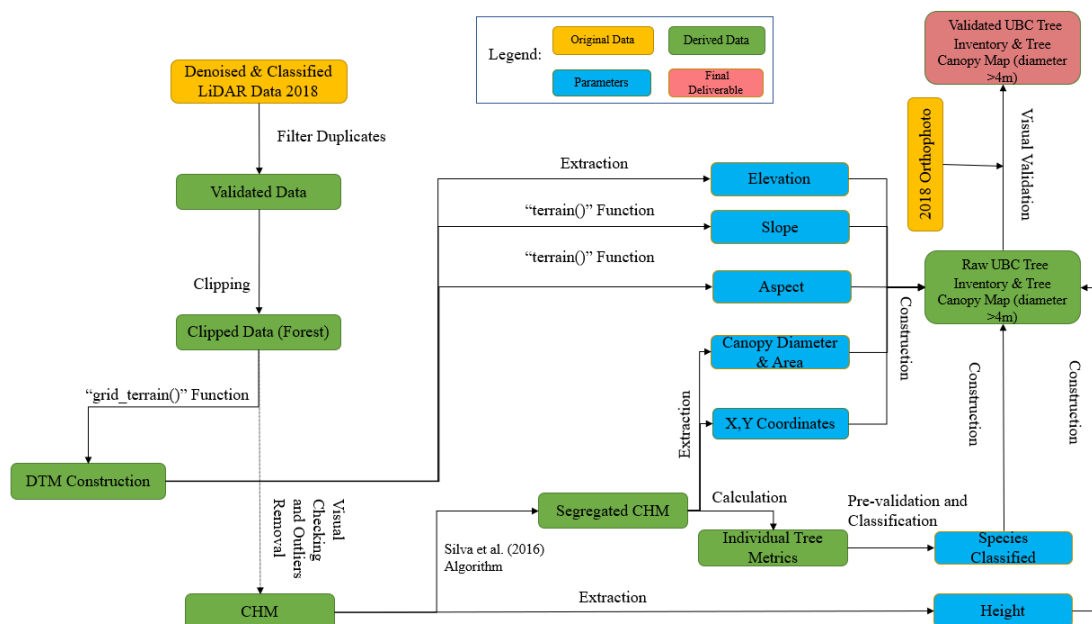 Legend:
Original Data
Derived Data
Parameters
Final
Deliverable
Validated UBC Tree
Inventory & Tree
Canopy Map (diameter
>4m)
Denoised & Classified
LiDAR Data 2018
Filter Duplicates
2018 Orthophoto
Visual Validation
Validated Data
Extraction
Elevation
"terrain()" Function
Slope
"terrain()" Function
Aspect
Raw UBC Tree
Inventory & Tree
Canopy Map (diameter
>4m)
Clipping
Clipped Data (Forest)
Construction
Canopy Diameter
& Area
Construction
Construction
"grid_terrain()" Function
Extraction
X,Y Coordinates
DTM Construction
Visual
Checking
and Outliers
Removal
Segregated CHM
Calculation
Pre-validation and
Classification
Individual Tree
Metrics
Species
Classified
Silva et al. (2016)
Algorithm
CHM
Extraction
Height